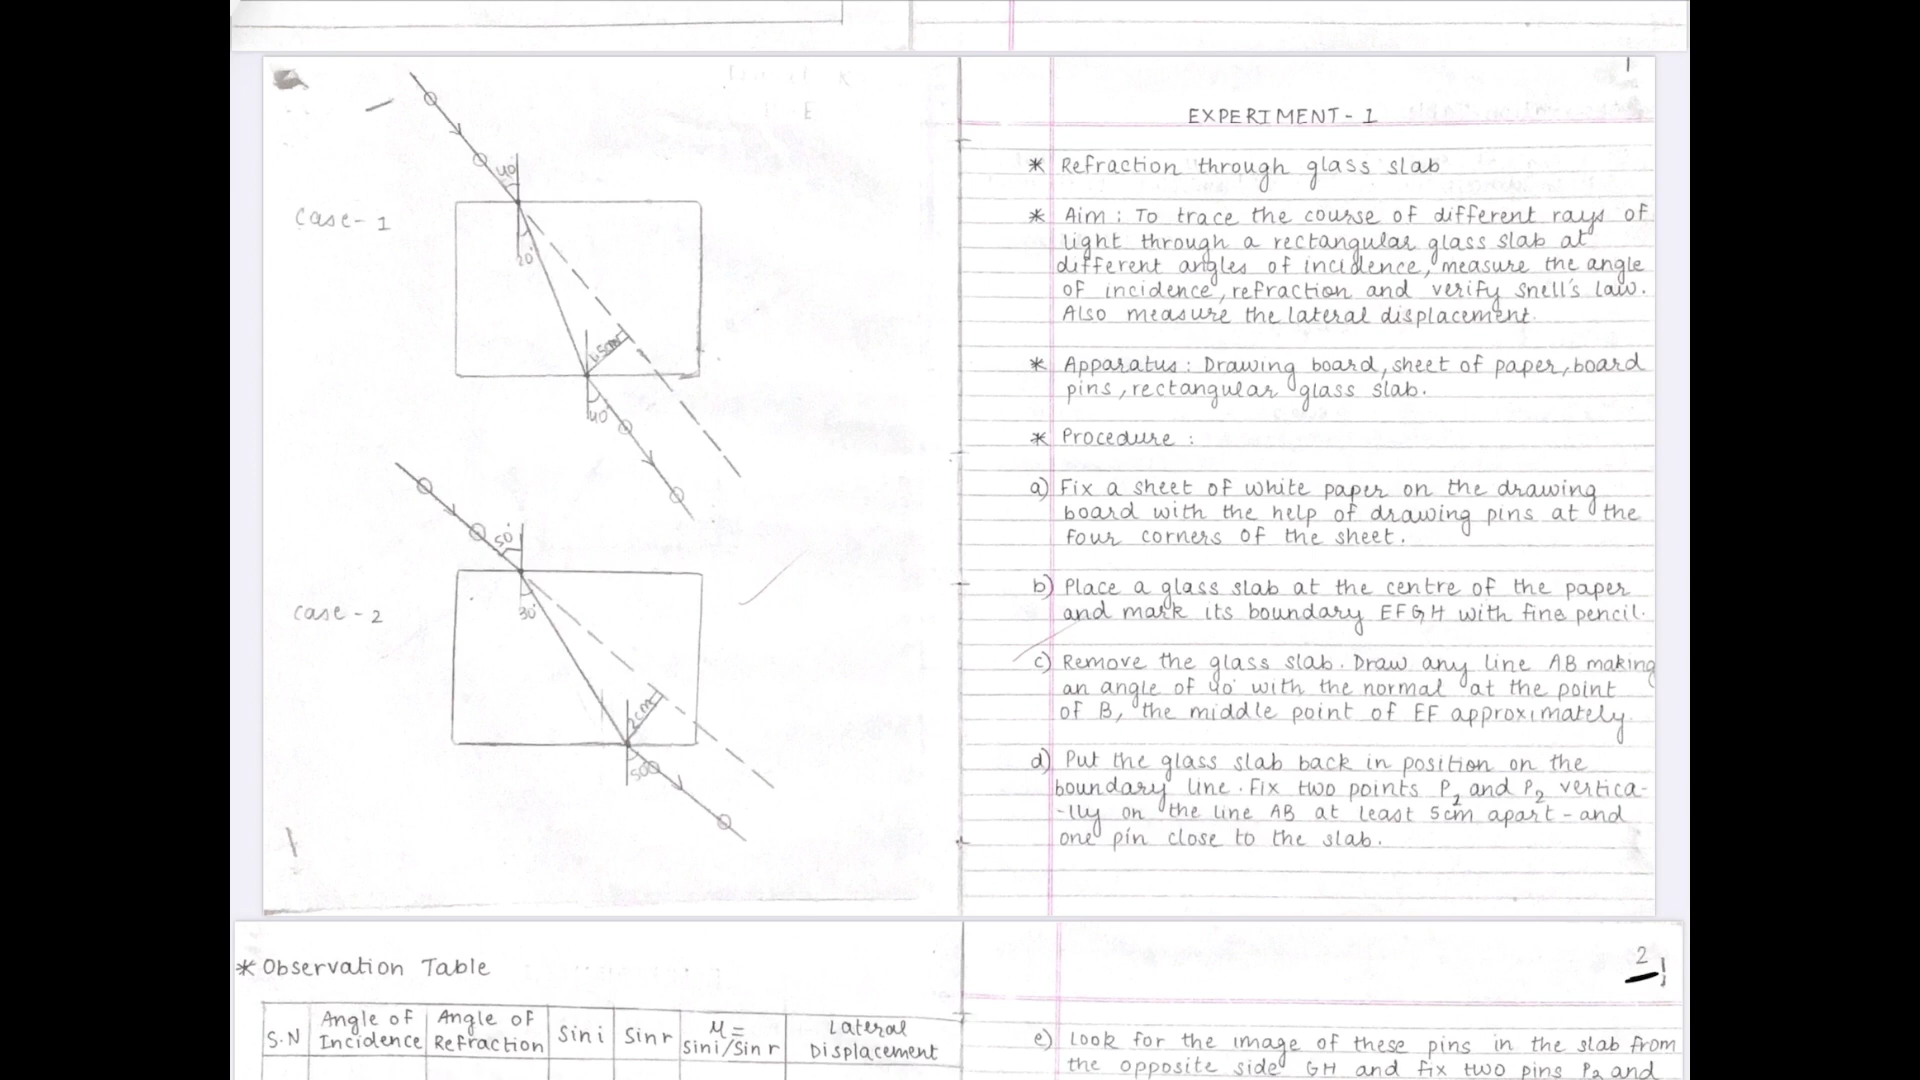 40°
Case-1
20°
1.5cm
40°
50°
case-2
30°
2cm
50°
1
EXPERIMENT-1
* Refraction through glass slab
* Aim: To trace the course of different rays of
light through a rectangular glass slab at
different angles of incidence, measure the angle
of incidence, refraction and verify snell's law.
Also measure the lateral displacement.
* Apparatus: Drawing board, sheet of paper, board
pins, rectangular glass slab.
* Procedure:
a) Fix a sheet of white paper on the drawing
board with the help of drawing pins at the
four corners of the sheet.
b) Place a glass slab at the centre of the paper
and mark its boundary EFGH with fine pencil.
c) Remove the glass slab. Draw any line AB making
an angle of 40° with the normal at the point
of B, the middle point of EF approximately.
d) Put the glass slab back in position on the
boundary line. Fix two points P2 and P2 vertica-
-lly on the line AB at least 5cm apart - and
one pin close to the slab.
* Observation Table
S.N
Angle of
Incidence
Angle of
Refraction
Sin i
Sin r
μ =
sin i/sin r
Lateral
Displacement
2
e) Look for the image of these pins in the slab from
the opposite side GH and fix two pins and